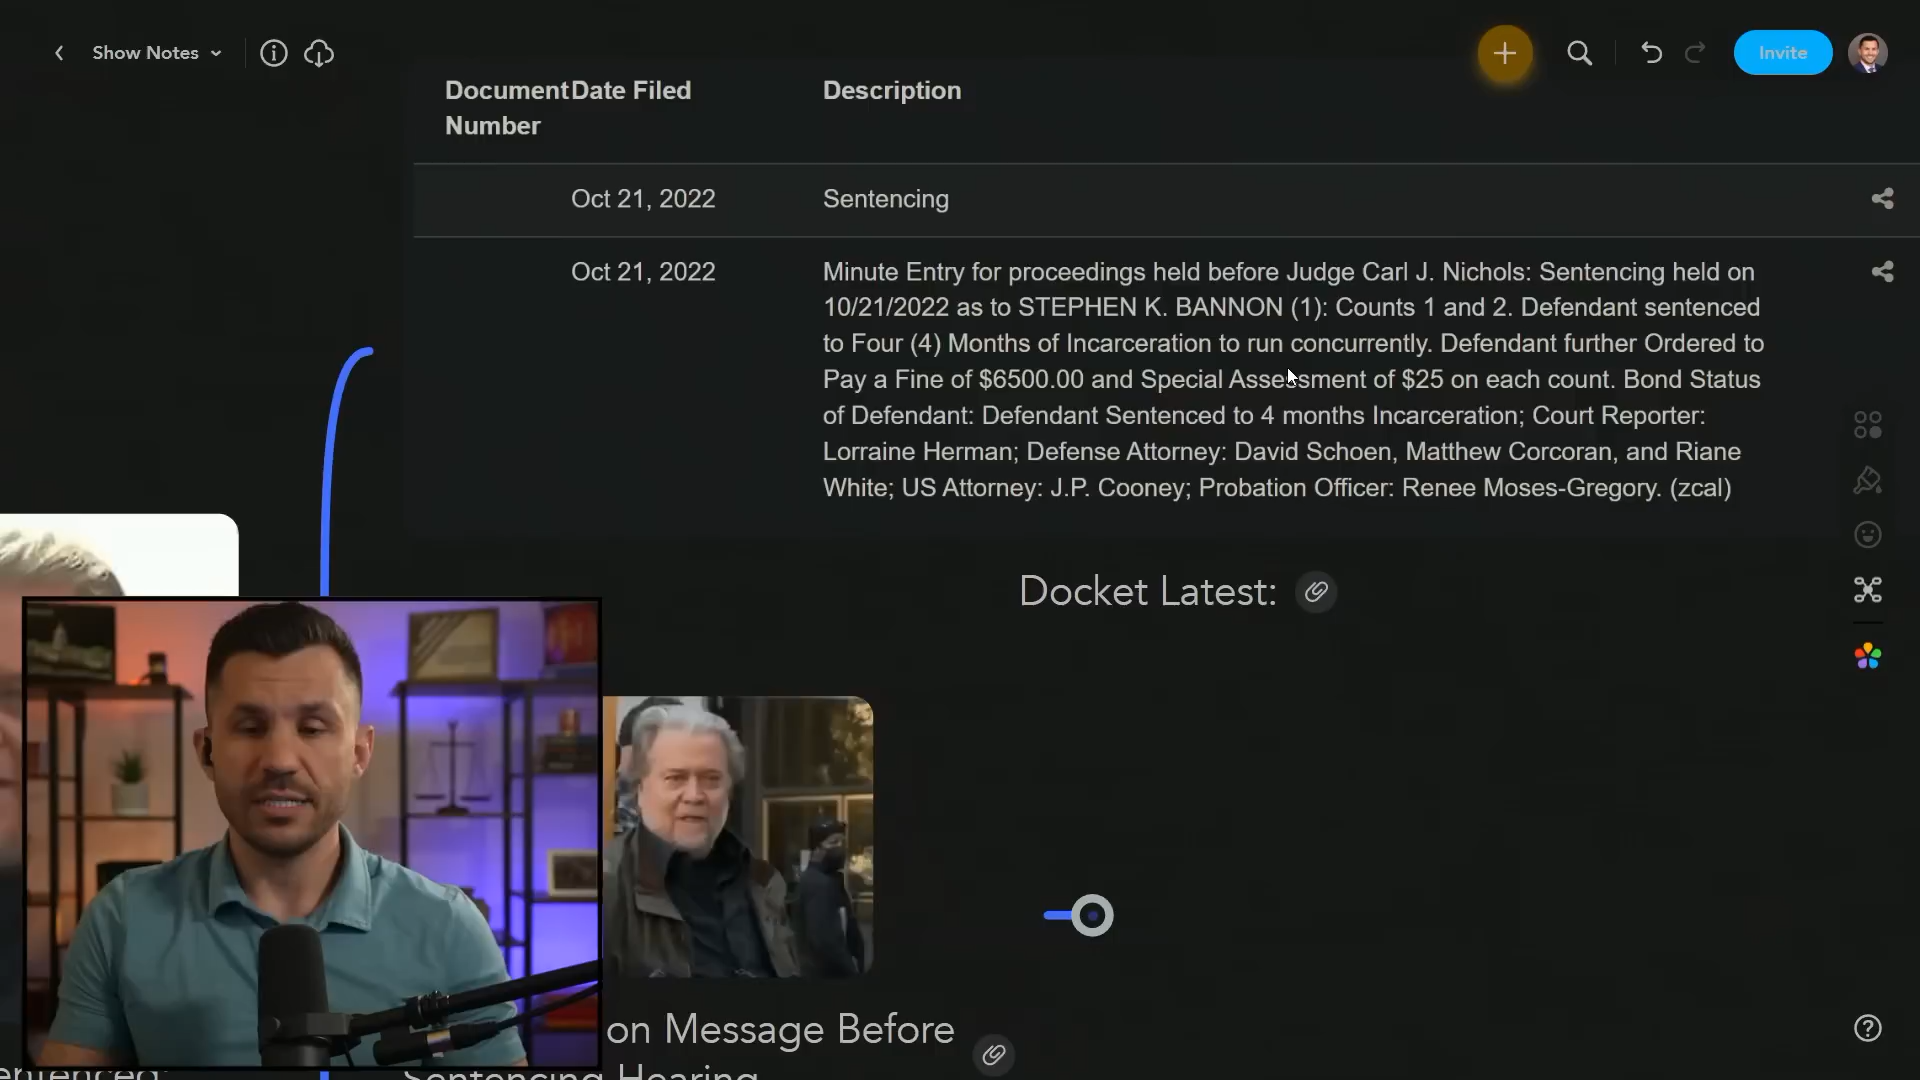 Show Notes
Invite
Document Date Filed Description
Number
Oct 21, 2022 Sentencing
Oct 21, 2022 Minute Entry for proceedings held before Judge Carl J. Nichols: Sentencing held on
10/21/2022 as to STEPHEN K. BANNON (1): Counts 1 and 2. Defendant sentenced
to Four (4) Months of Incarceration to run concurrently. Defendant further Ordered to
Pay a Fine of $6500.00 and Special Assessment of $25 on each count. Bond Status
of Defendant: Defendant Sentenced to 4 months Incarceration; Court Reporter:
Lorraine Herman; Defense Attorney: David Schoen, Matthew Corcoran, and Riane
White; US Attorney: J.P. Cooney; Probation Officer: Renee Moses-Gregory. (zcal)
Docket Latest:
on Message Before
Sentencing Hearing